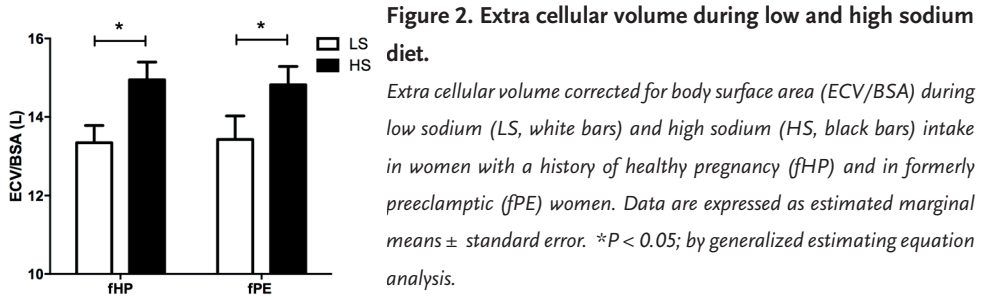 Figure 2. Extra cellular volume during low and high sodium
diet.
Extra cellular volume corrected for body surface area (ECV/BSA) during
low sodium (LS, white bars) and high sodium (HS, black bars) intake
in women with a history of healthy pregnancy (fHP) and in formerly
preeclamptic (fPE) women. Data are expressed as estimated marginal
means ± standard error. *P < 0.05; by generalized estimating equation
analysis.
ECV/BSA (L)
16
14
12
10
* *
LS
HS
fHP fPE